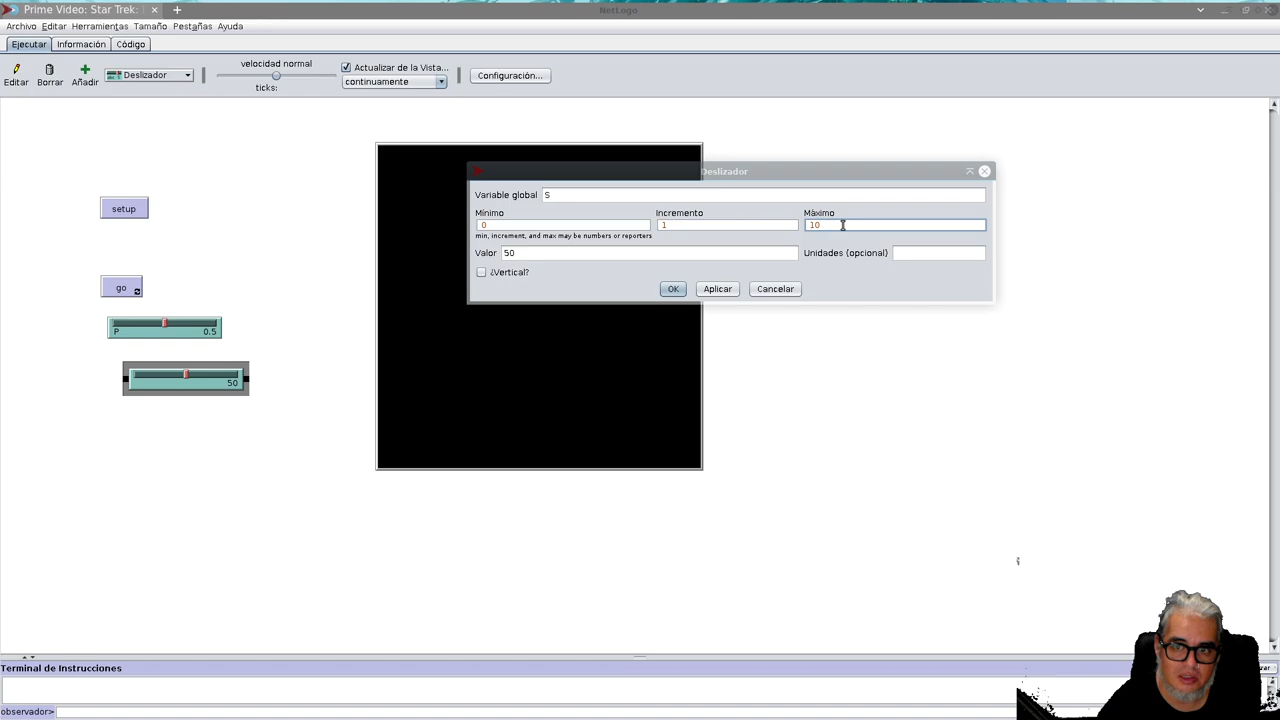 Prime Video: Star Trek:
NetLogo
Archivo Editar Herramientas Tamaño Pestañas Ayuda
Ejecutar Información Código
Editar Borrar Añadir Deslizador
velocidad normal
ticks:
Actualizar de la Vista...
continuamente
Configuración...
setup
go
P 0.5
50
Deslizador
Variable global S
Mínimo Incremento Máximo
0 1 10
min, increment, and max may be numbers or reporters
Valor 50 Unidades (opcional)
¿Vertical?
OK Aplicar Cancelar
Terminal de Instrucciones
observador>